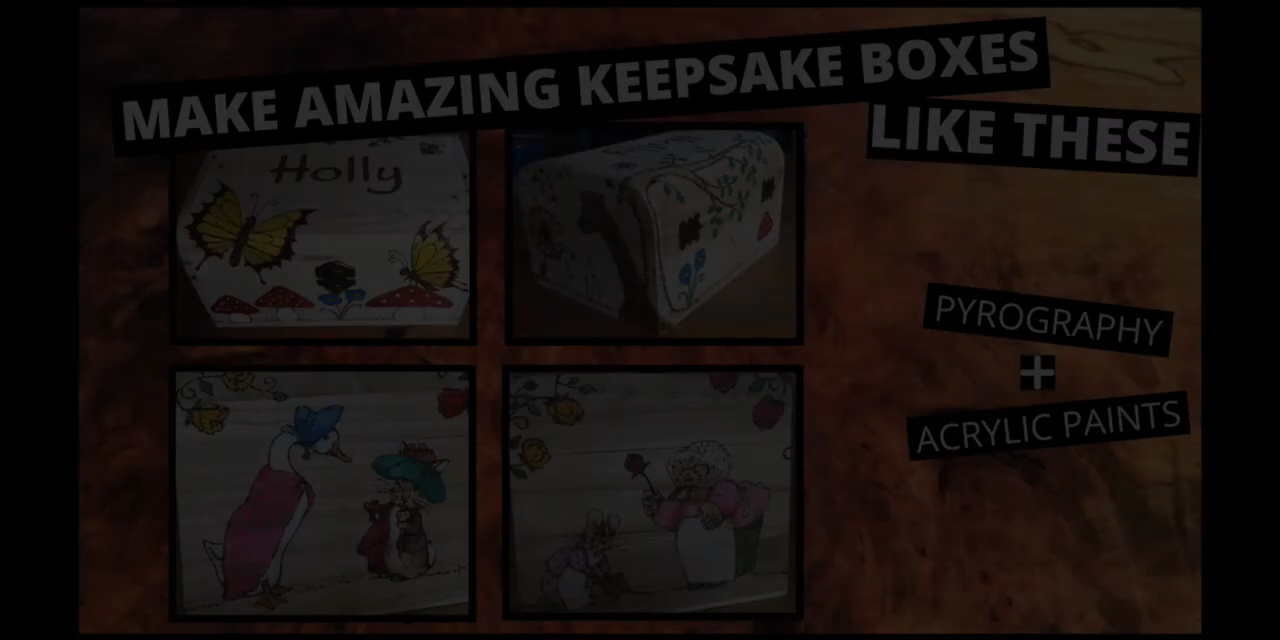 MAKE AMAZING KEEPSAKE BOXES
LIKE THESE
Holly
PYROGRAPHY
+
ACRYLIC PAINTS